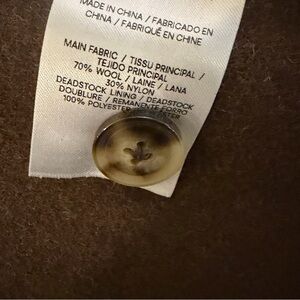 MADE IN CHINA / FABRICADO EN
CHINA / FABRIQUÉ EN CHINE
MAIN FABRIC / TISSU PRINCIPAL /
TEJIDO PRINCIPAL
70% WOOL / LAINE / LANA
30% NYLON
DEADSTOCK LINING / DEADSTOCK
DOUBLURE / REMANENTE FORRO
100% POLYESTER